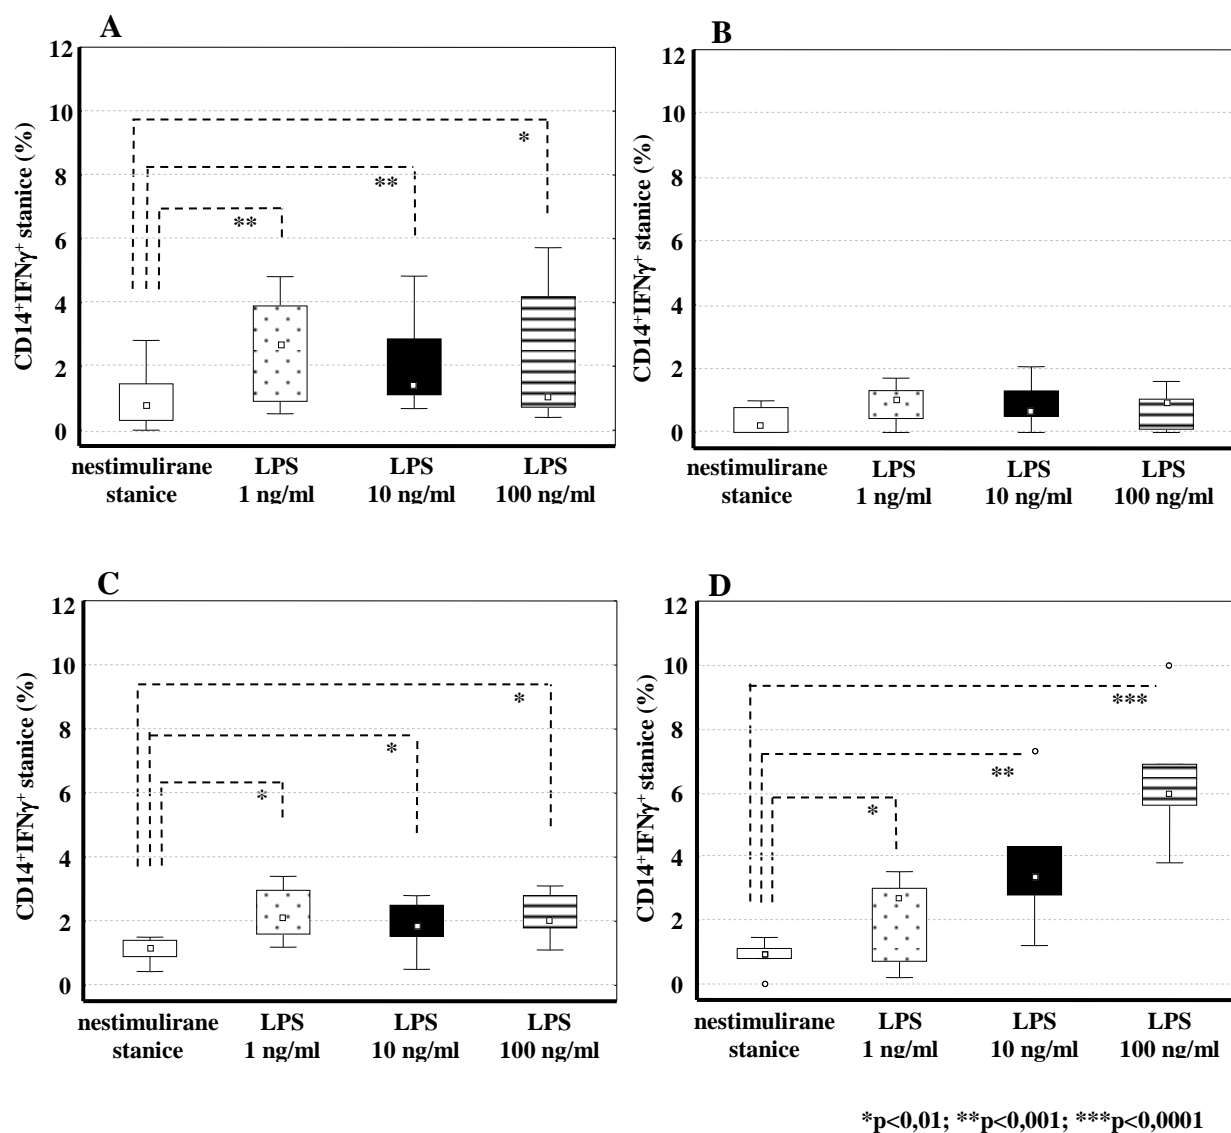 A
CD14⁺IFNγ⁺ stanice (%)
12
10
8
6
4
2
0
*
**
**
nestimulirane
stanice
LPS
1 ng/ml
LPS
10 ng/ml
LPS
100 ng/ml
B
CD14⁺IFNγ⁺ stanice (%)
12
10
8
6
4
2
0
nestimulirane
stanice
LPS
1 ng/ml
LPS
10 ng/ml
LPS
100 ng/ml
C
CD14⁺IFNγ⁺ stanice (%)
12
10
8
6
4
2
0
*
*
*
nestimulirane
stanice
LPS
1 ng/ml
LPS
10 ng/ml
LPS
100 ng/ml
D
CD14⁺IFNγ⁺ stanice (%)
12
10
8
6
4
2
0
***
**
*
nestimulirane
stanice
LPS
1 ng/ml
LPS
10 ng/ml
LPS
100 ng/ml
*p<0,01; **p<0,001; ***p<0,0001